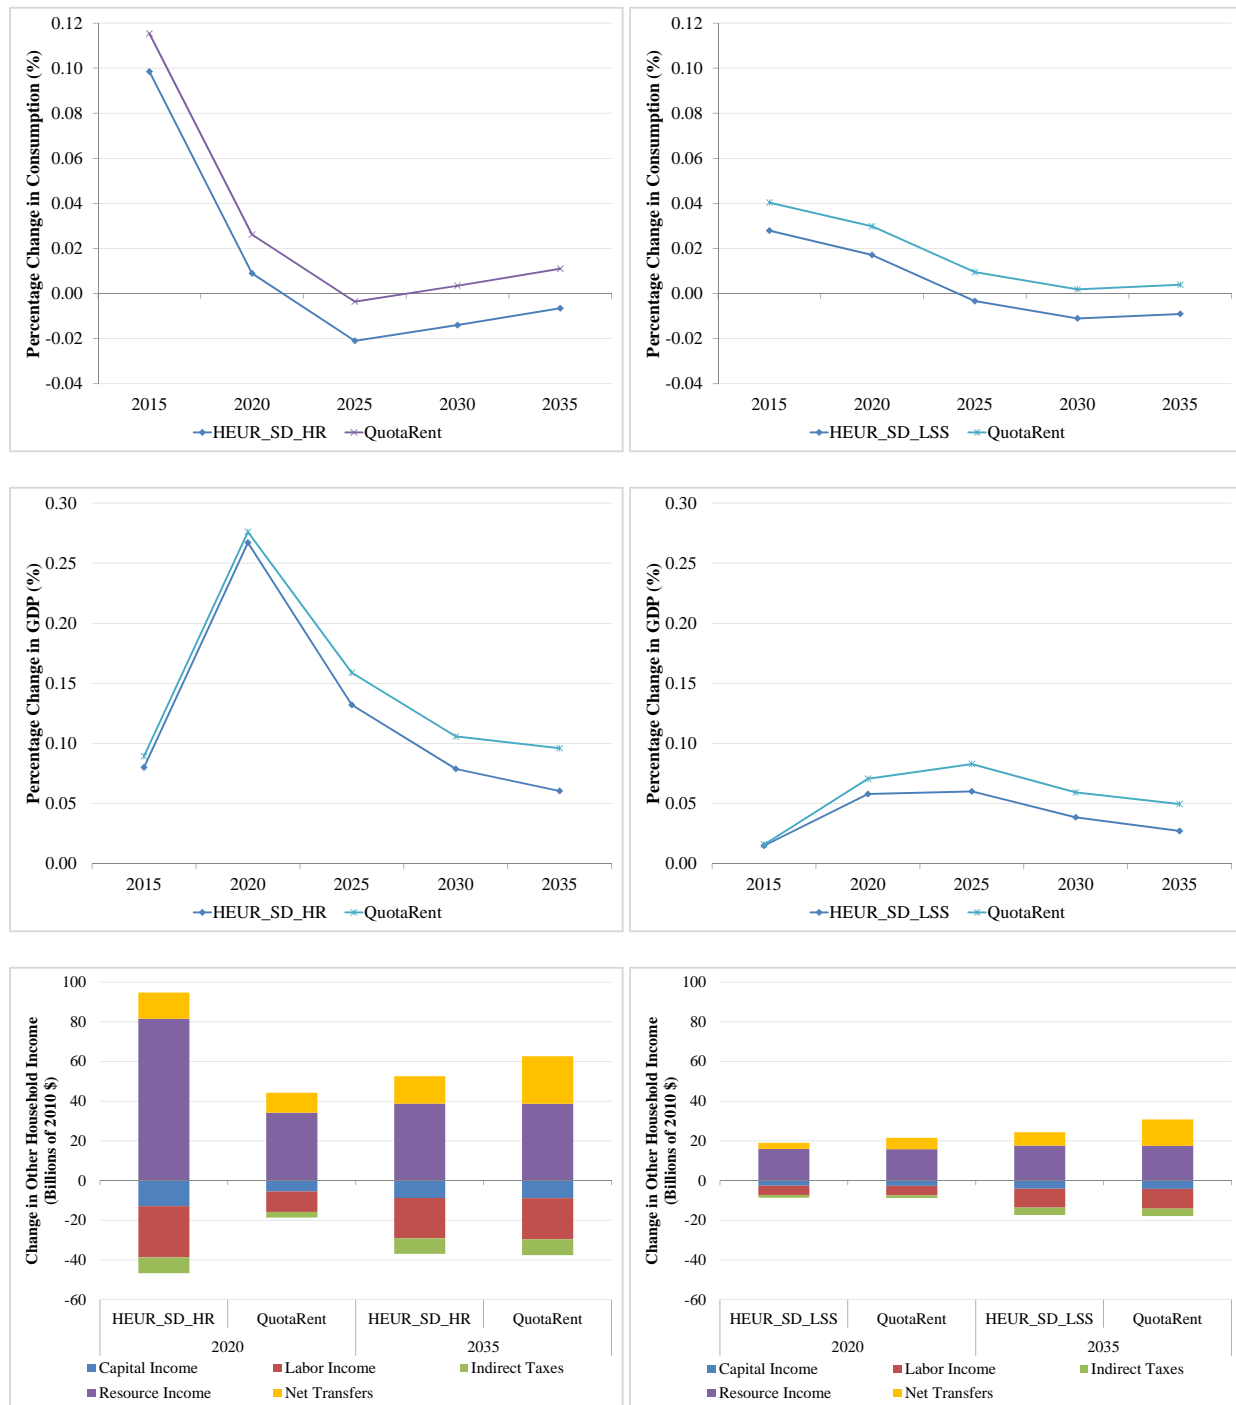 Percentage Change in Consumption (%)
0.12
0.10
0.08
0.06
0.04
0.02
0.00
-0.02
-0.04
2015 2020 2025 2030 2035
HEUR_SD_HR QuotaRent
Percentage Change in Consumption (%)
0.12
0.10
0.08
0.06
0.04
0.02
0.00
-0.02
-0.04
2015 2020 2025 2030 2035
HEUR_SD_LSS QuotaRent
Percentage Change in GDP (%)
0.30
0.25
0.20
0.15
0.10
0.05
0.00
2015 2020 2025 2030 2035
HEUR_SD_HR QuotaRent
Percentage Change in GDP (%)
0.30
0.25
0.20
0.15
0.10
0.05
0.00
2015 2020 2025 2030 2035
HEUR_SD_LSS QuotaRent
Change in Other Household Income
(Billions of 2010 $)
100
80
60
40
20
0
-20
-40
-60
HEUR_SD_HR QuotaRent HEUR_SD_HR QuotaRent
2020 2035
Capital Income Labor Income Indirect Taxes
Resource Income Net Transfers
Change in Other Household Income
(Billions of 2010 $)
100
80
60
40
20
0
-20
-40
-60
HEUR_SD_LSS QuotaRent HEUR_SD_LSS QuotaRent
2020 2035
Capital Income Labor Income Indirect Taxes
Resource Income Net Transfers